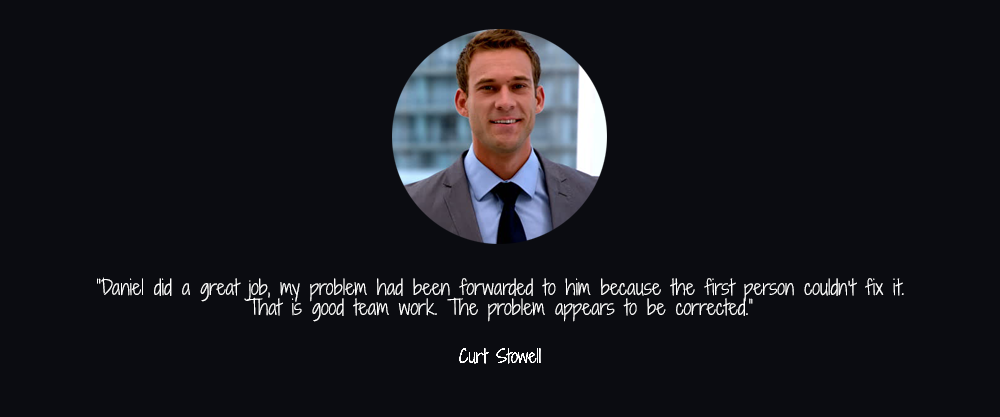 "Daniel did a great job, my problem had been forwarded to him because the first person couldn't fix it.
That is good team work. The problem appears to be corrected."
Curt Stowell